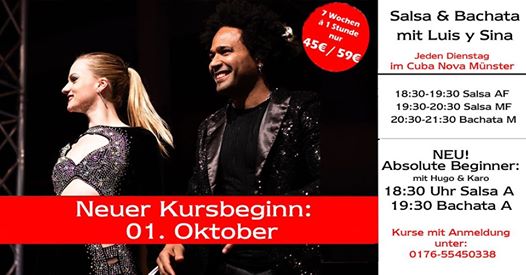 7 Wochen
à 1 Stunde
nur
45€ / 59€
Neuer Kursbeginn:
01. Oktober
Salsa & Bachata
mit Luis y Sina
Jeden Dienstag
im Cuba Nova Münster
18:30-19:30 Salsa AF
19:30-20:30 Salsa MF
20:30-21:30 Bachata M
NEU!
Absolute Beginner:
mit Hugo & Karo
18:30 Uhr Salsa A
19:30 Bachata A
Kurse mit Anmeldung
unter:
0176-55450338